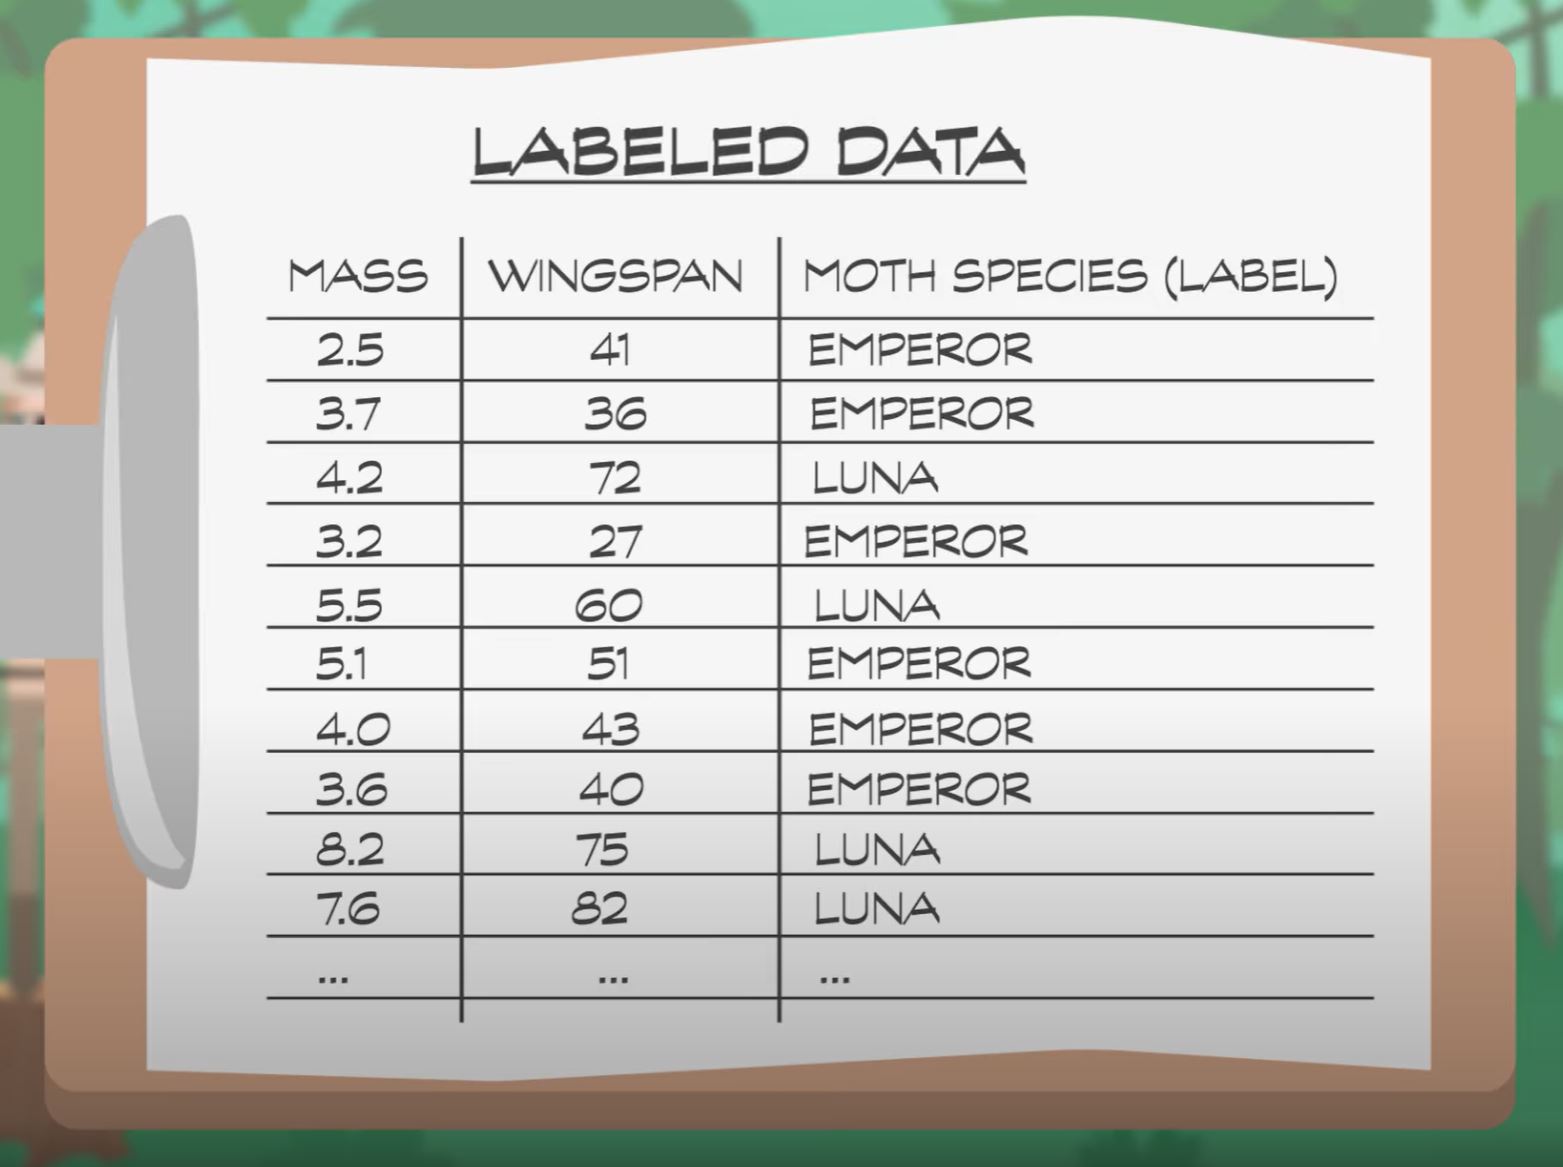 LABELED DATA
MASS WINGSPAN MOTH SPECIES (LABEL)
2.5 41 EMPEROR
3.7 36 EMPEROR
4.2 72 LUNA
3.2 27 EMPEROR
5.5 60 LUNA
5.1 51 EMPEROR
4.0 43 EMPEROR
3.6 40 EMPEROR
8.2 75 LUNA
7.6 82 LUNA
... ... ...